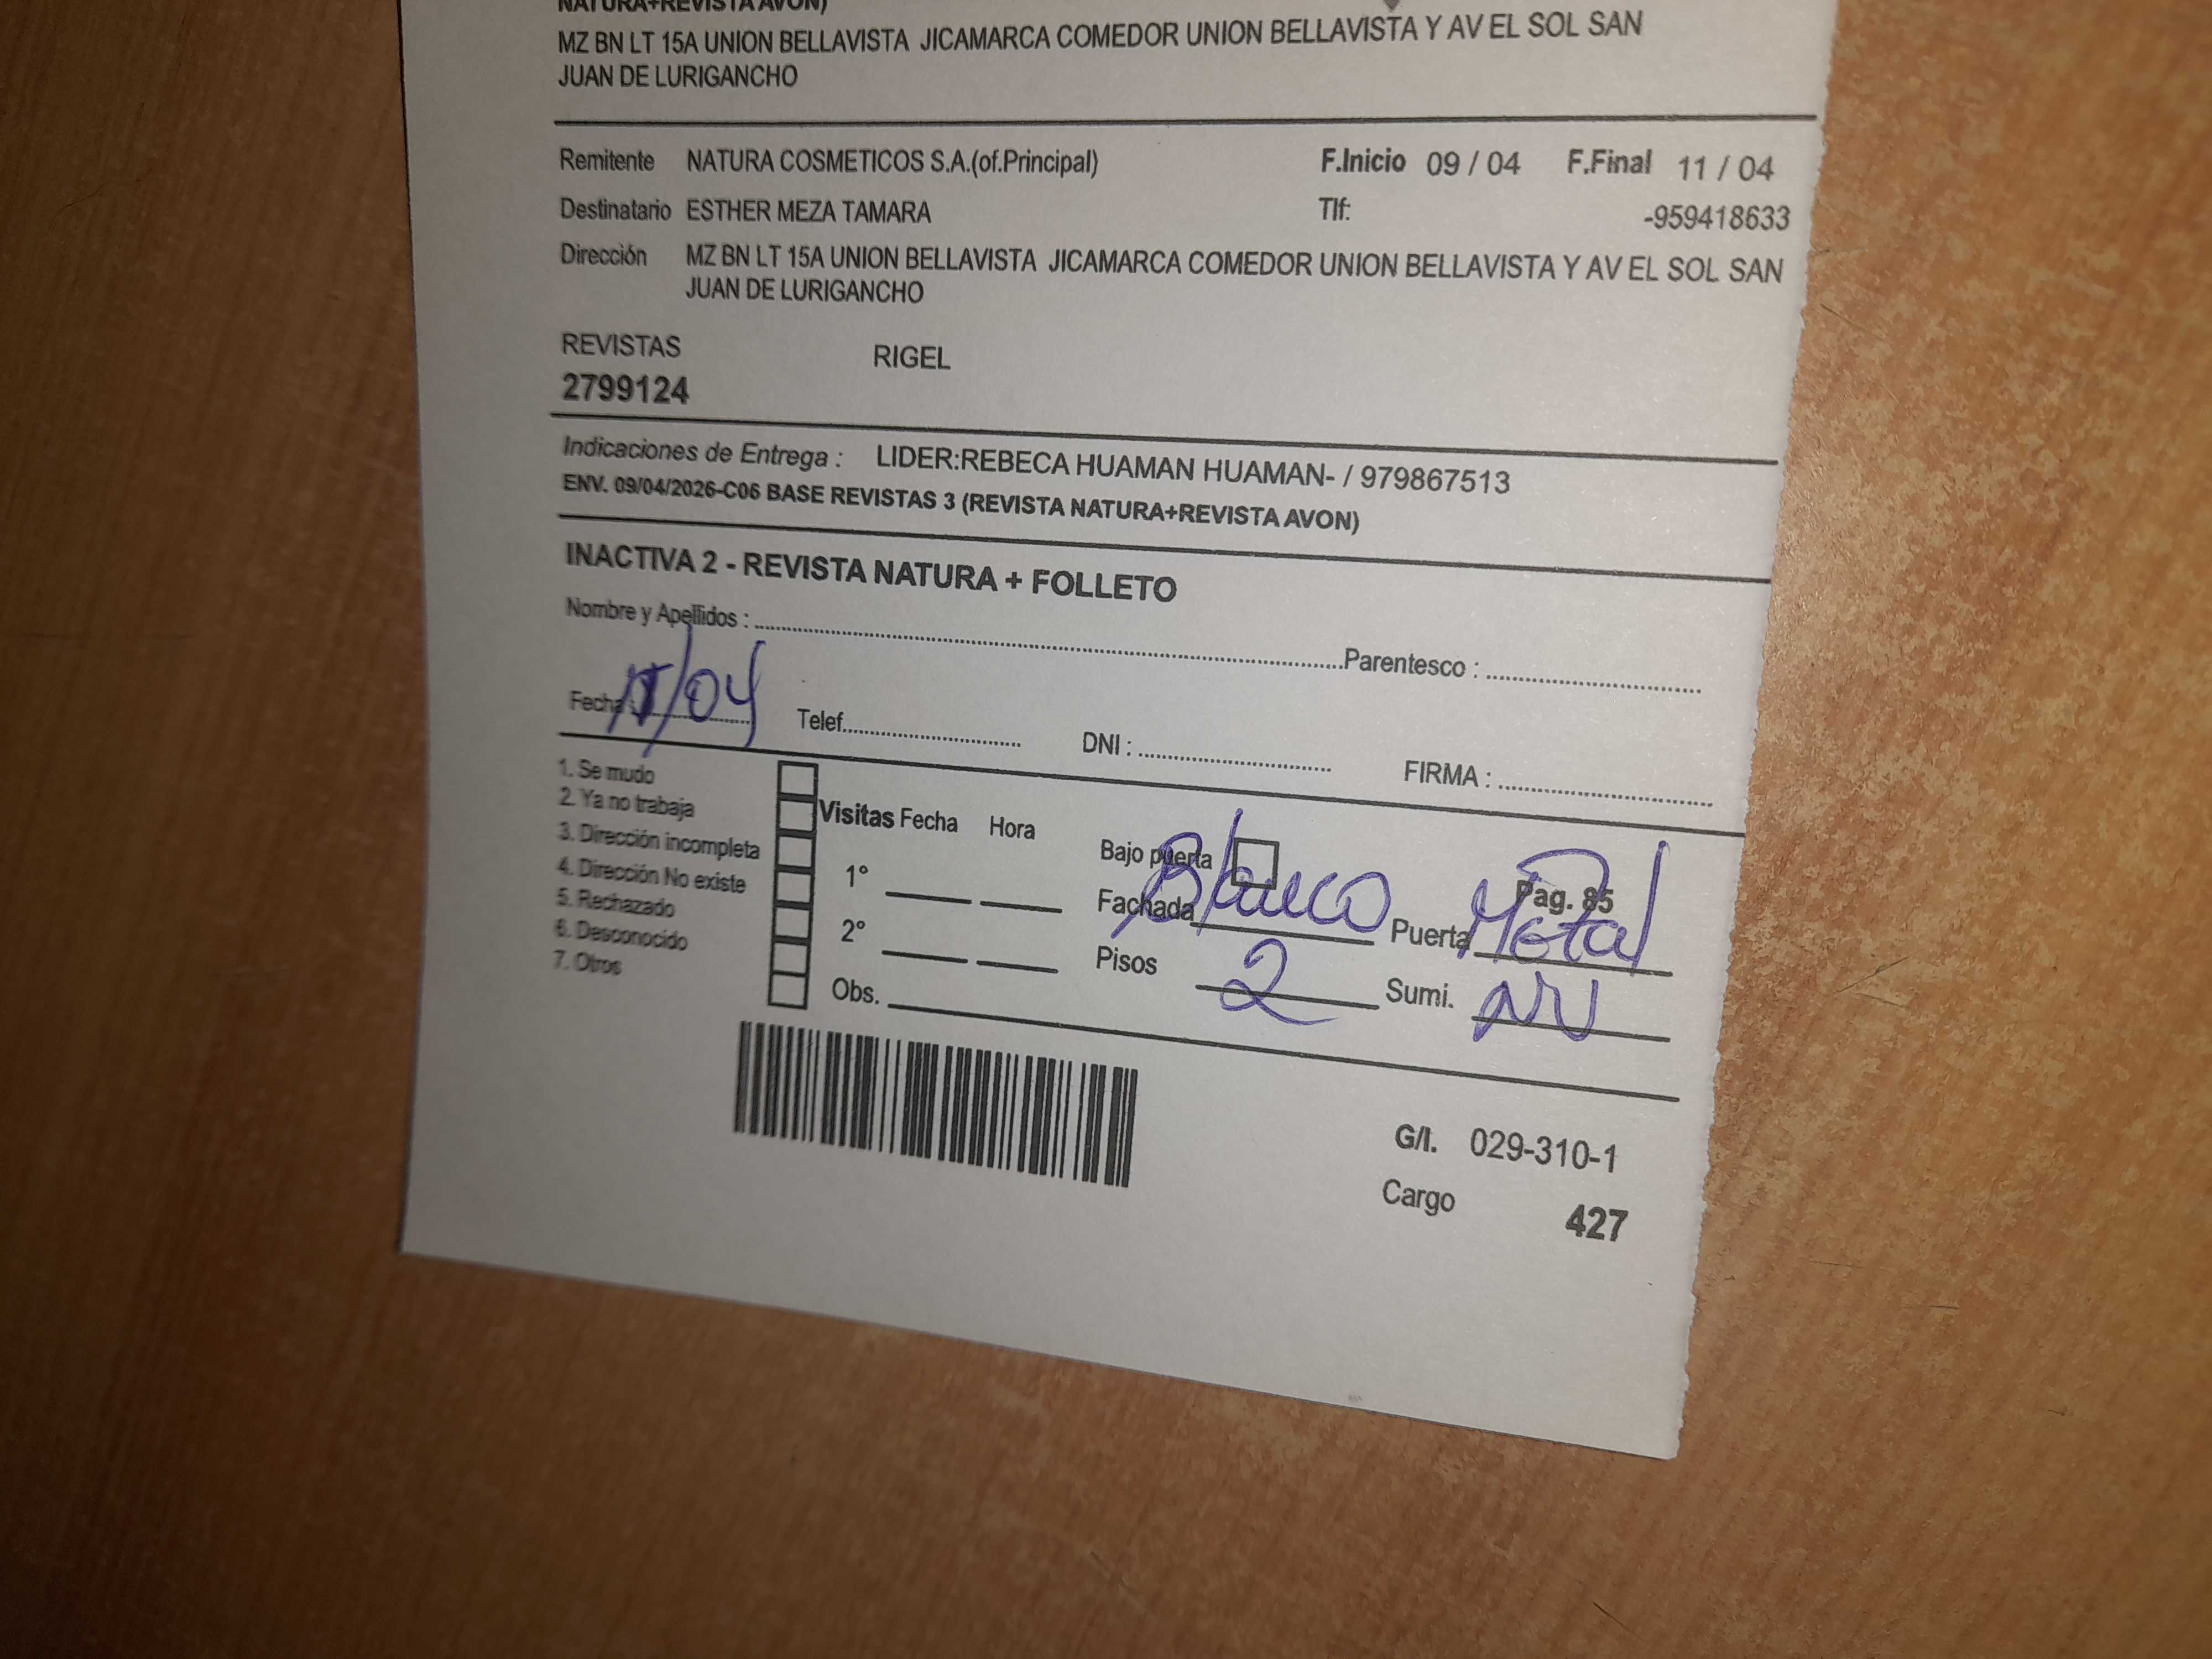 NATURA+REVISTA AVON)
MZ BN LT 15A UNION BELLAVISTA JICAMARCA COMEDOR UNION BELLAVISTA Y AV EL SOL SAN
JUAN DE LURIGANCHO
Remitente NATURA COSMETICOS S.A.(of.Principal) F.Inicio 09 / 04 F.Final 11 / 04
Destinatario ESTHER MEZA TAMARA Tlf: -959418633
Dirección MZ BN LT 15A UNION BELLAVISTA JICAMARCA COMEDOR UNION BELLAVISTA Y AV EL SOL SAN
JUAN DE LURIGANCHO
REVISTAS RIGEL
2799124
Indicaciones de Entrega : LIDER:REBECA HUAMAN HUAMAN- / 979867513
ENV. 09/04/2026-C06 BASE REVISTAS 3 (REVISTA NATURA+REVISTA AVON)
INACTIVA 2 - REVISTA NATURA + FOLLETO
Nombre y Apellidos : Parentesco :
Fecha /04 Telef. DNI : FIRMA :
1. Se mudo
2. Ya no trabaja
3. Dirección incompleta
4. Dirección No existe
5. Rechazado
6. Desconocido
7. Otros
Visitas Fecha Hora
1°
2°
Obs.
Bajo puerta Pag. 85
Fachada Blanco Puerta Metal
Pisos 2 Sumi.
G/I. 029-310-1
Cargo 427